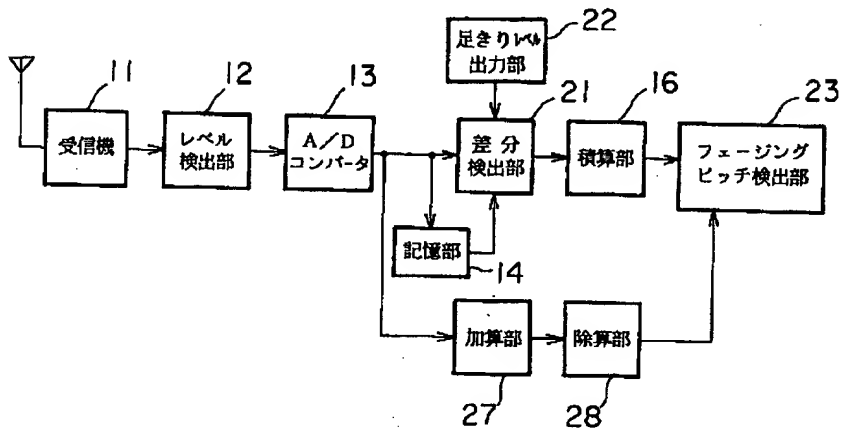 22
足きりレベル
出力部
11
12
13
21
16
23
受信機
レベル
検出部
A/D
コンバータ
差分
検出部
積算部
フェージング
ピッチ検出部
記憶部
14
加算部
除算部
27
28